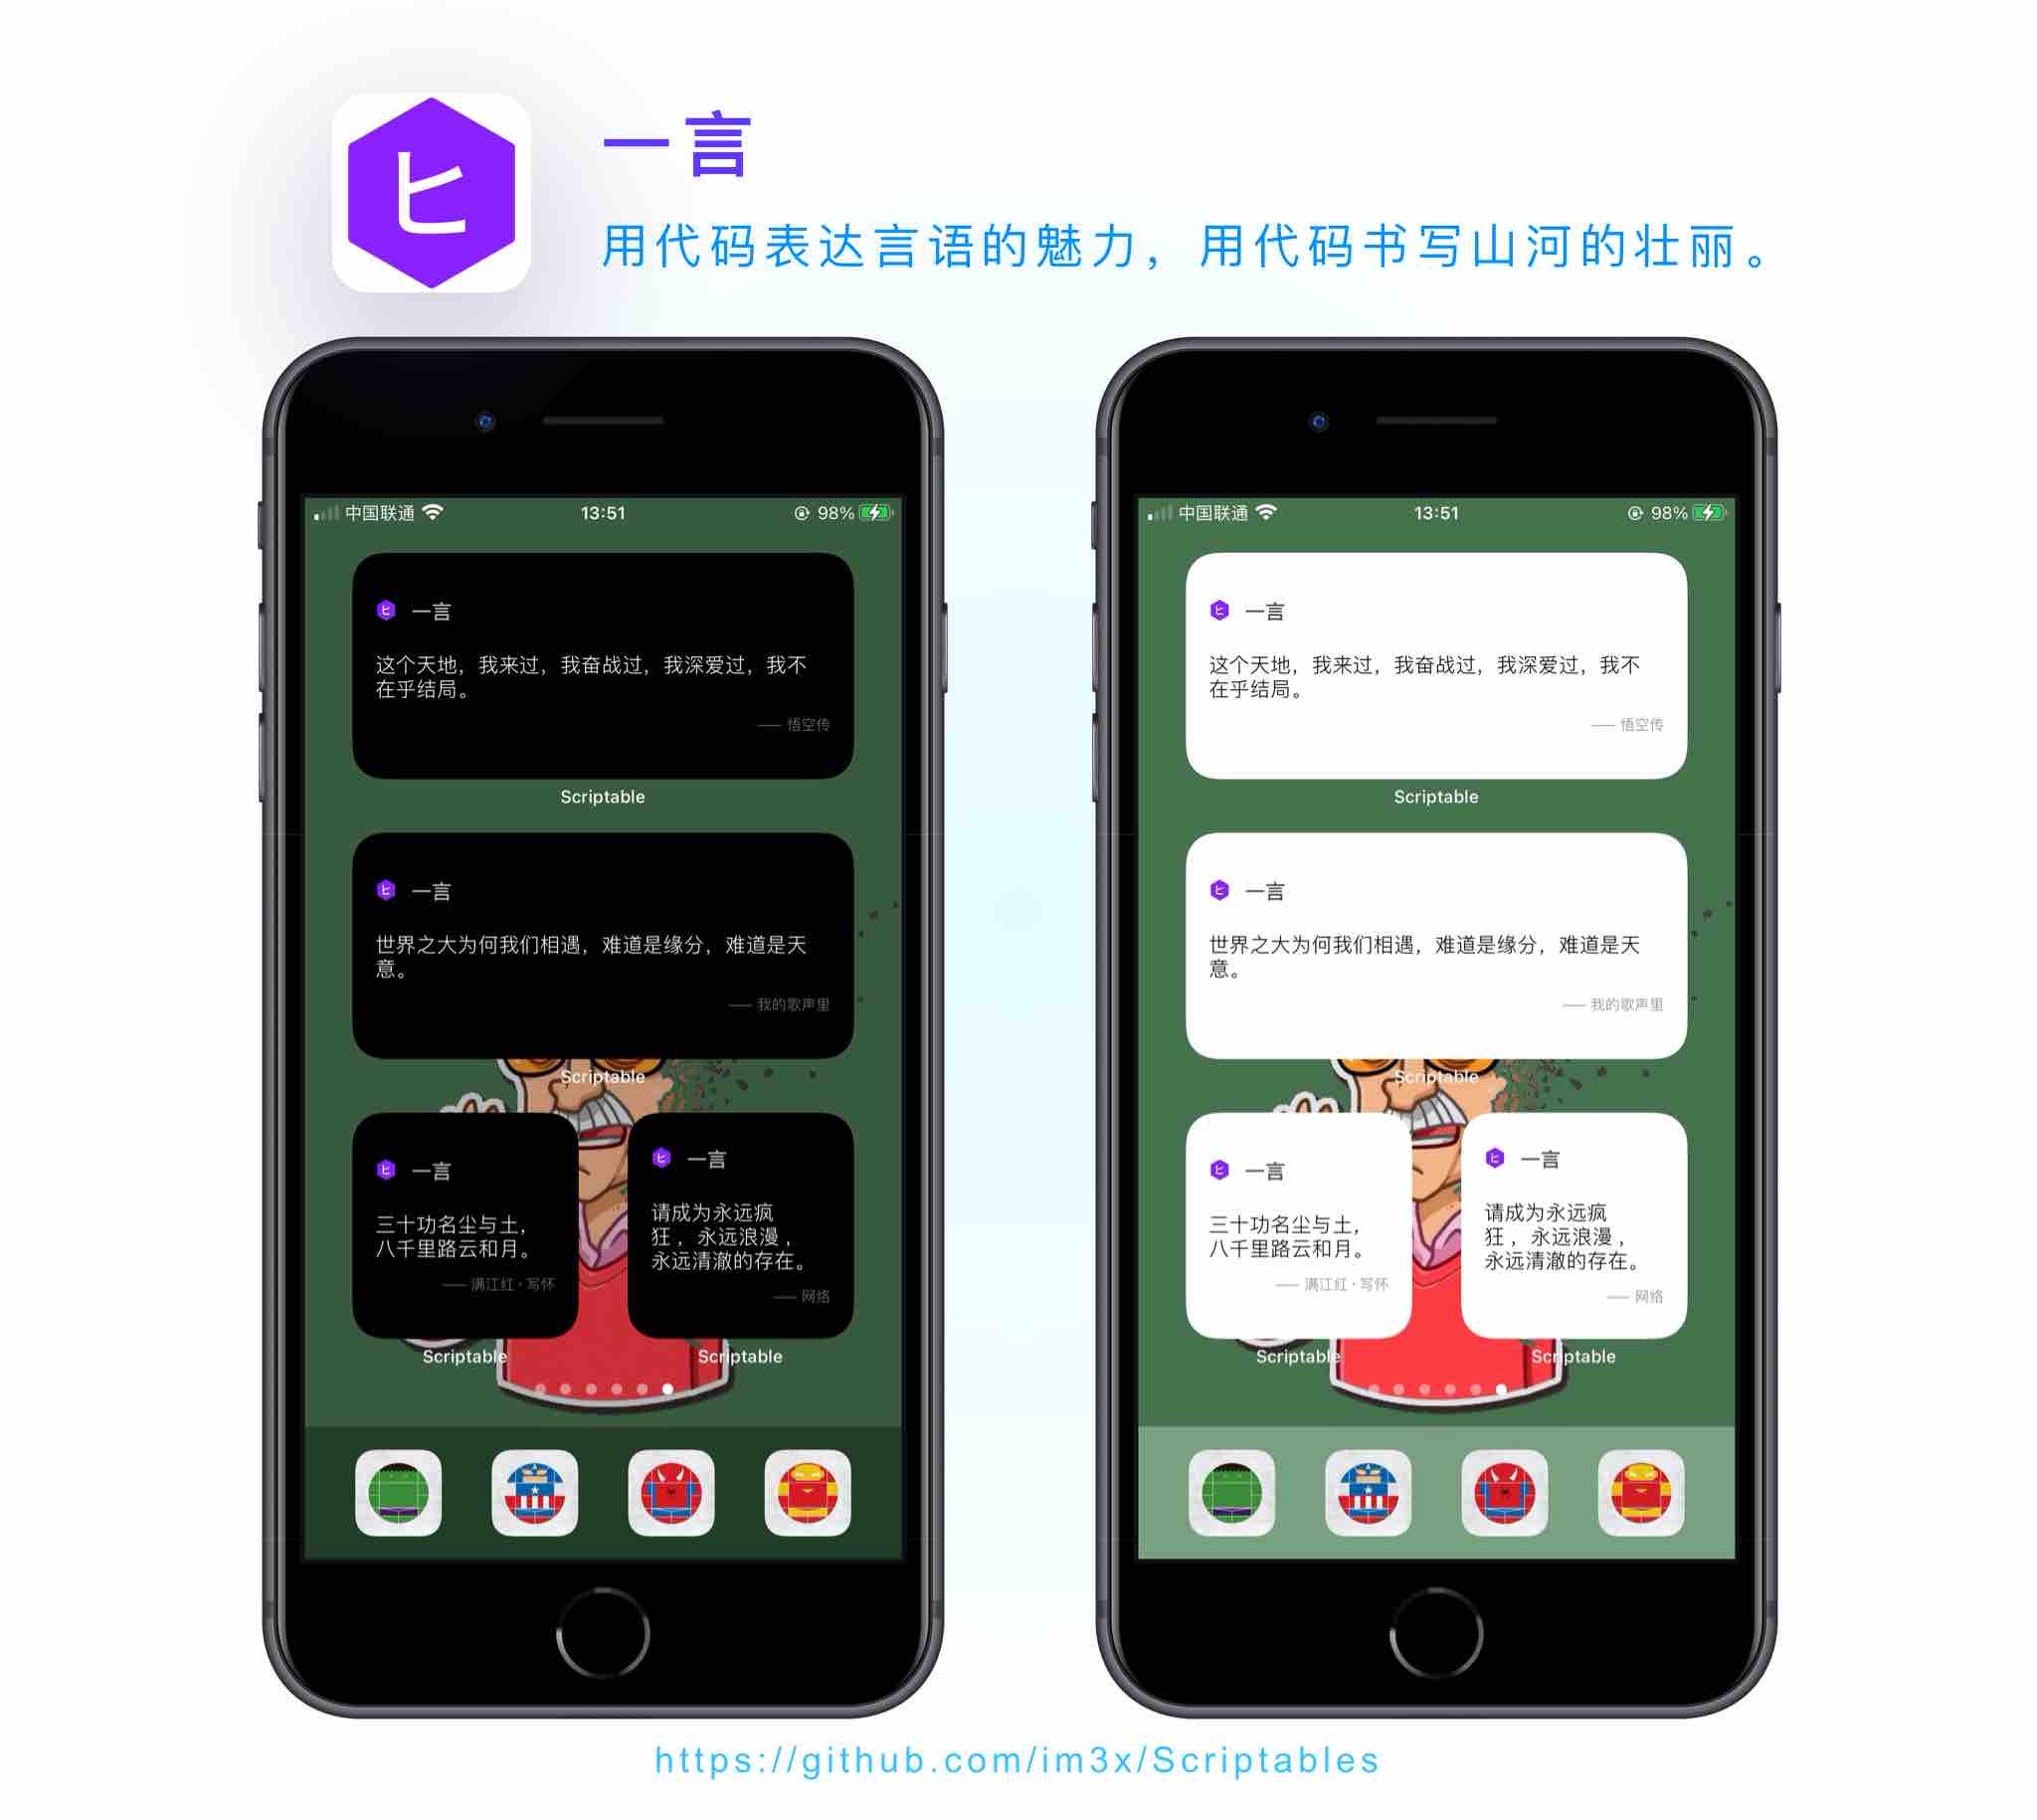 ヒ
一言
用代码表达言语的魅力，用代码书写山河的壮丽。
中国联通 13:51 98%
一言
这个天地，我来过，我奋战过，我深爱过，我不
在乎结局。
—— 悟空传
Scriptable
一言
世界之大为何我们相遇，难道是缘分，难道是天
意。
—— 我的歌声里
Scriptable
一言
三十功名尘与土，
八千里路云和月。
—— 满江红·写怀
Scriptable
一言
请成为永远疯
狂，永远浪漫，
永远清澈的存在。
—— 网络
Scriptable
中国联通 13:51 98%
一言
这个天地，我来过，我奋战过，我深爱过，我不
在乎结局。
—— 悟空传
Scriptable
一言
世界之大为何我们相遇，难道是缘分，难道是天
意。
—— 我的歌声里
Scriptable
一言
三十功名尘与土，
八千里路云和月。
—— 满江红·写怀
Scriptable
一言
请成为永远疯
狂，永远浪漫，
永远清澈的存在。
—— 网络
Scriptable
https://github.com/im3x/Scriptables